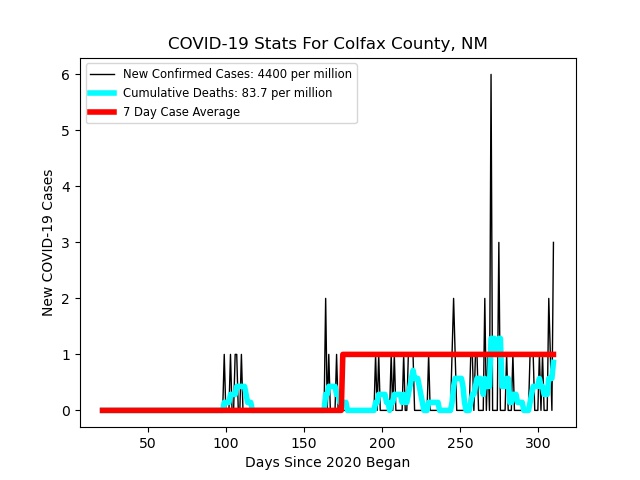 COVID-19 Stats For Colfax County, NM
New Confirmed Cases: 4400 per million
Cumulative Deaths: 83.7 per million
7 Day Case Average
New COVID-19 Cases
6
5
4
3
2
1
0
50 100 150 200 250 300
Days Since 2020 Began